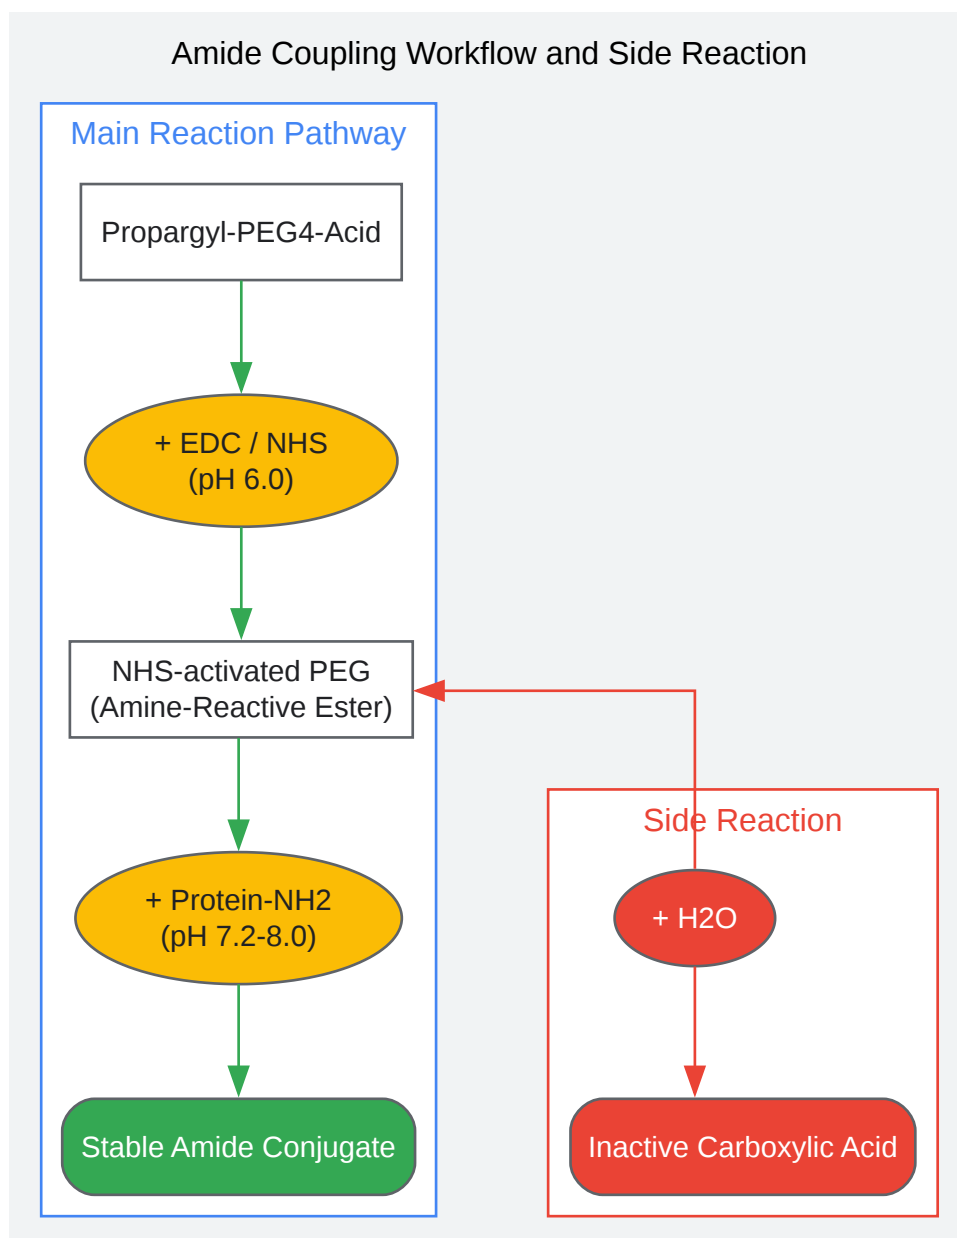 Amide Coupling Workflow and Side Reaction
Main Reaction Pathway
Propargyl-PEG4-Acid
+ EDC / NHS
(pH 6.0)
NHS-activated PEG
(Amine-Reactive Ester)
+ Protein-NH2
(pH 7.2-8.0)
Stable Amide Conjugate
Side Reaction
+ H2O
Inactive Carboxylic Acid